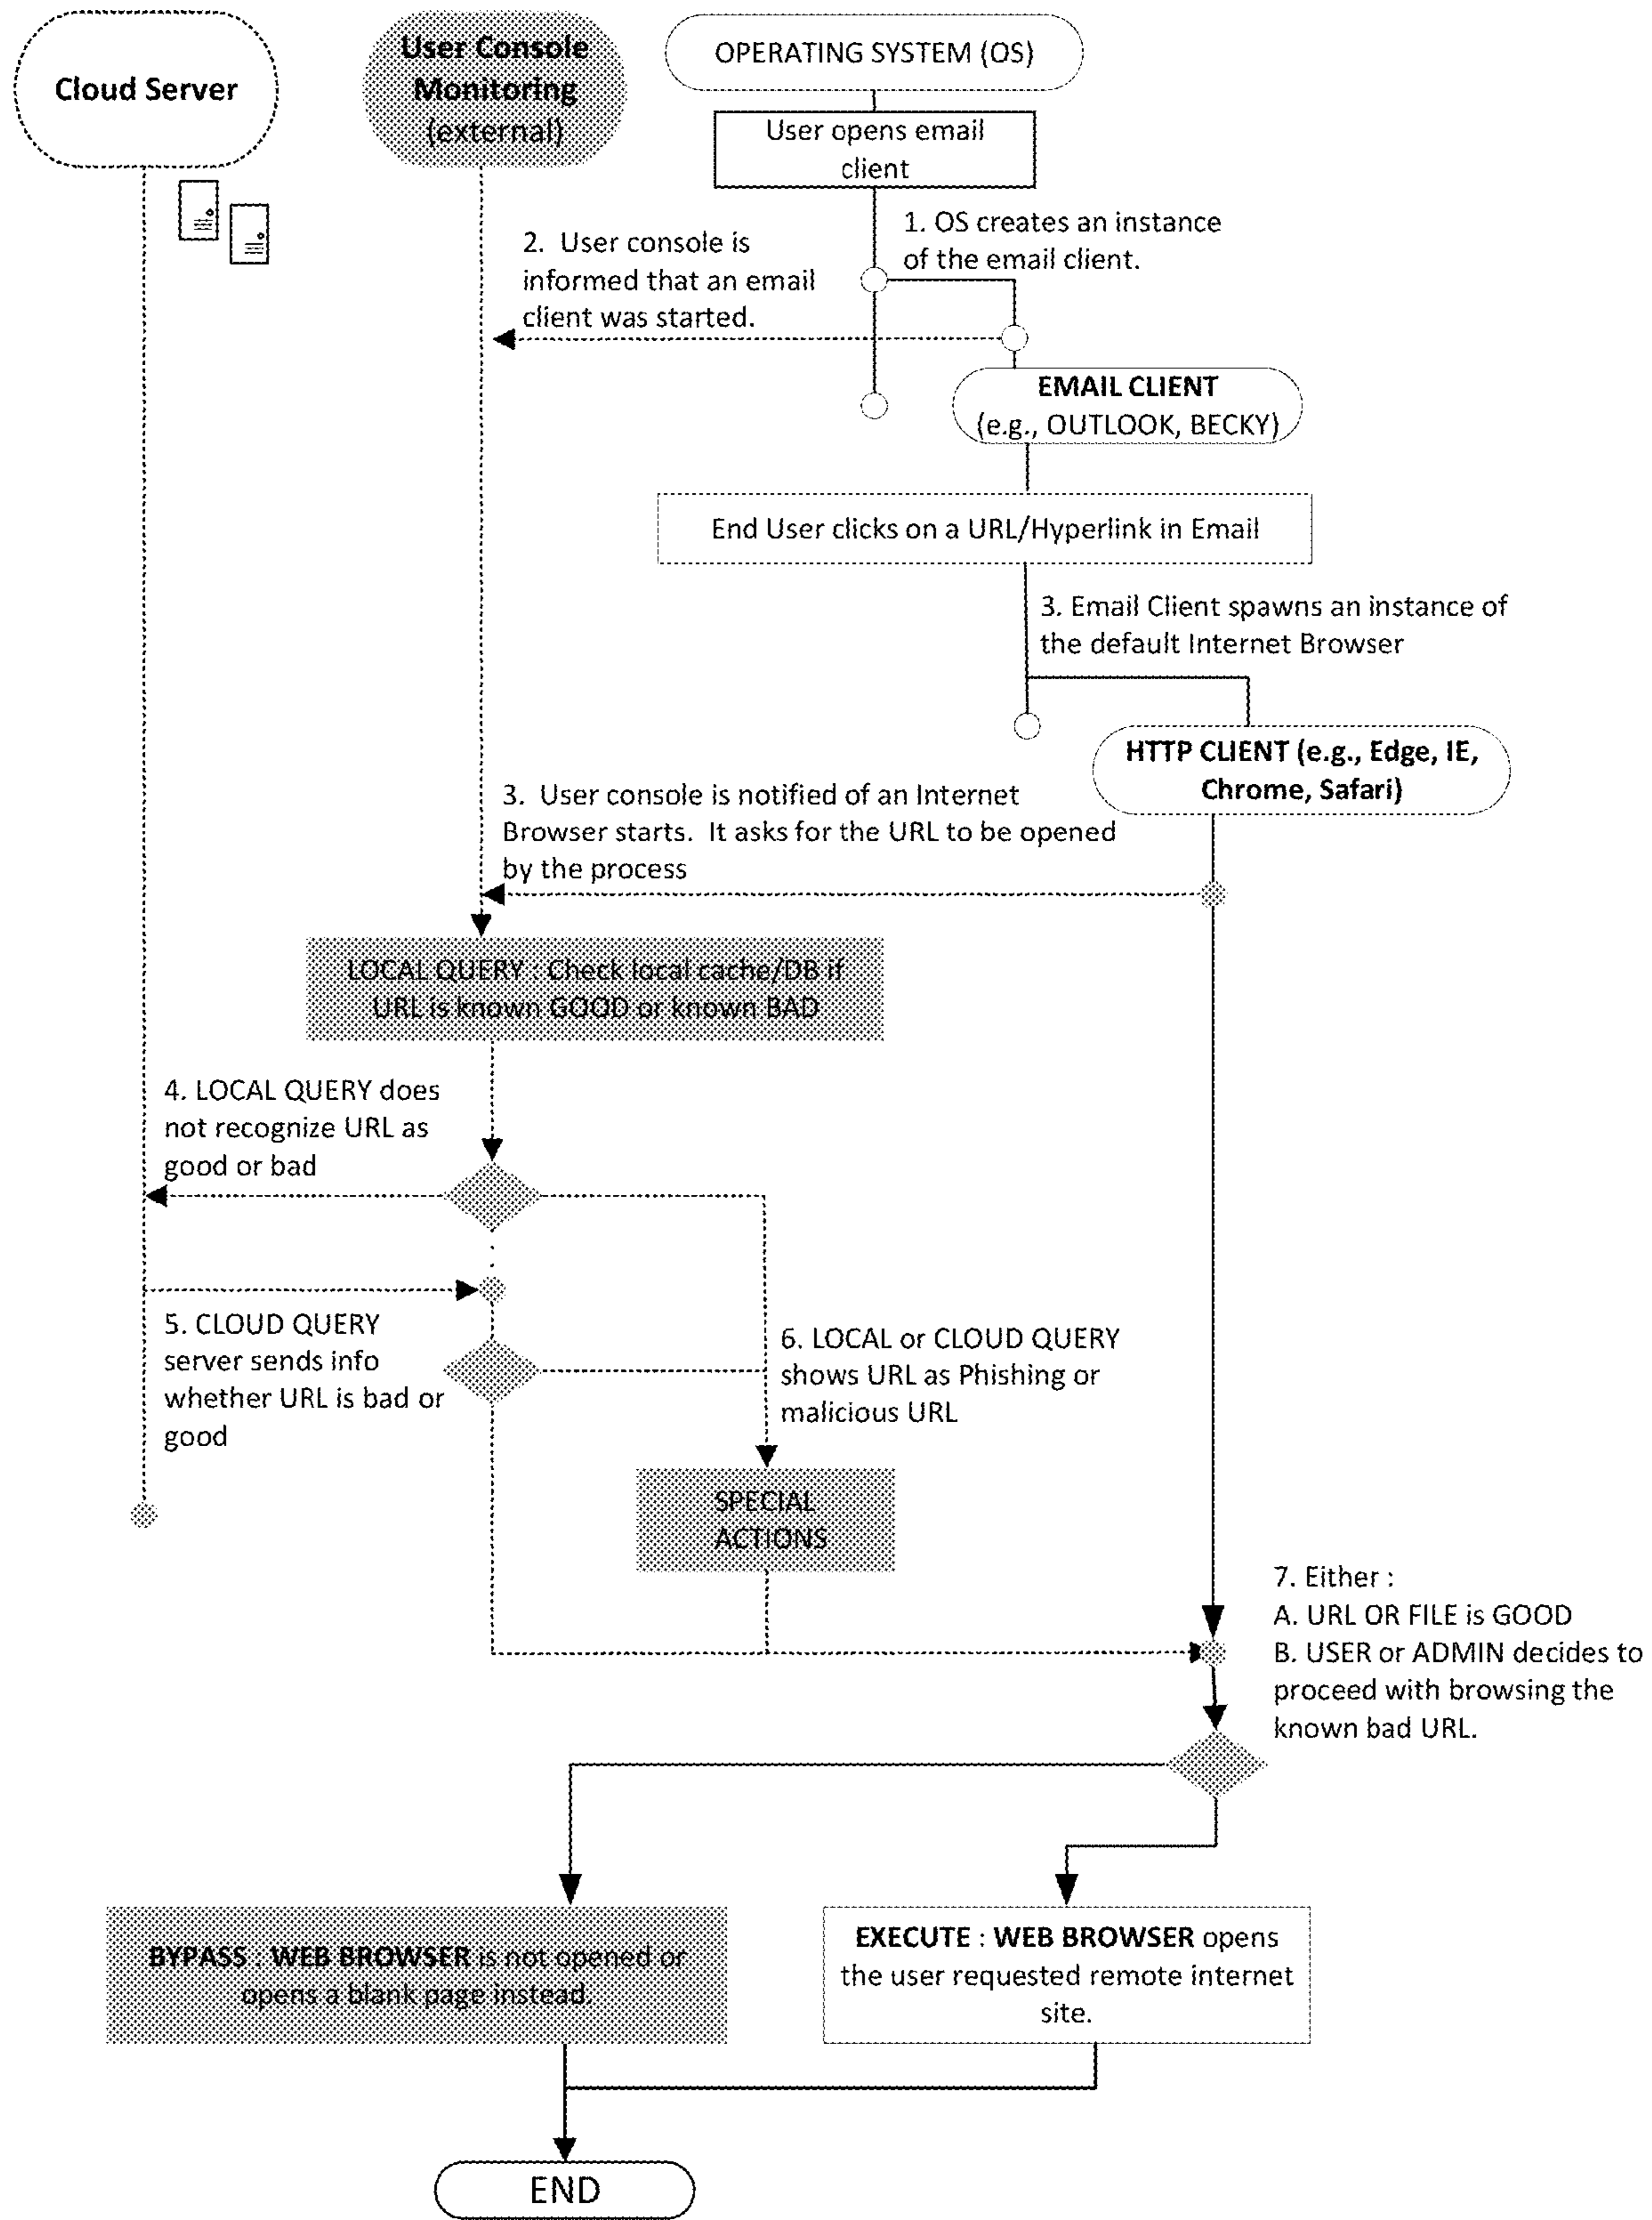 Cloud Server
User Console
Monitoring
(external)
OPERATING SYSTEM (OS)
User opens email
client
1. OS creates an instance
of the email client.
2. User console is
informed that an email
client was started.
EMAIL CLIENT
(e.g., OUTLOOK, BECKY)
End User clicks on a URL/Hyperlink in Email
3. Email Client spawns an instance of
the default Internet Browser
HTTP CLIENT (e.g., Edge, IE,
Chrome, Safari)
3. User console is notified of an Internet
Browser starts. It asks for the URL to be opened
by the process
LOCAL QUERY : Check local cache/DB if
URL is known GOOD or known BAD
4. LOCAL QUERY does
not recognize URL as
good or bad
5. CLOUD QUERY
server sends info
whether URL is bad or
good
6. LOCAL or CLOUD QUERY
shows URL as Phishing or
malicious URL
SPECIAL
ACTIONS
7. Either :
A. URL OR FILE is GOOD
B. USER or ADMIN decides to
proceed with browsing the
known bad URL.
BYPASS : WEB BROWSER is not opened or
opens a blank page instead.
EXECUTE : WEB BROWSER opens
the user requested remote internet
site.
END